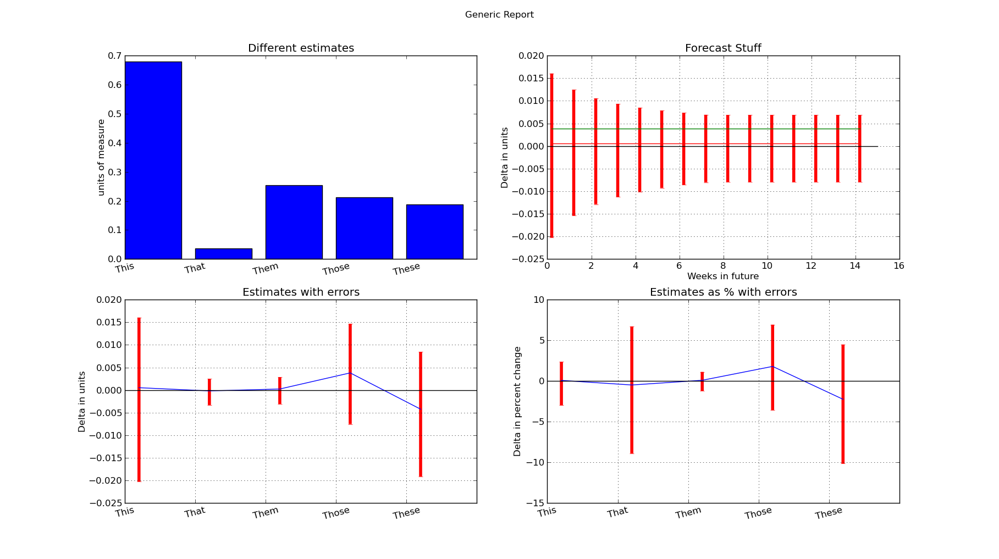 Generic Report
Different estimates
units of measure
0.7
0.6
0.5
0.4
0.3
0.2
0.1
0.0
This That Them Those These
Forecast Stuff
Delta in units
0.020
0.015
0.010
0.005
0.000
−0.005
−0.010
−0.015
−0.020
−0.025
0 2 4 6 8 10 12 14 16
Weeks in future
Estimates with errors
Delta in units
0.020
0.015
0.010
0.005
0.000
−0.005
−0.010
−0.015
−0.020
−0.025
This That Them Those These
Estimates as % with errors
Delta in percent change
10
5
0
−5
−10
−15
This That Them Those These